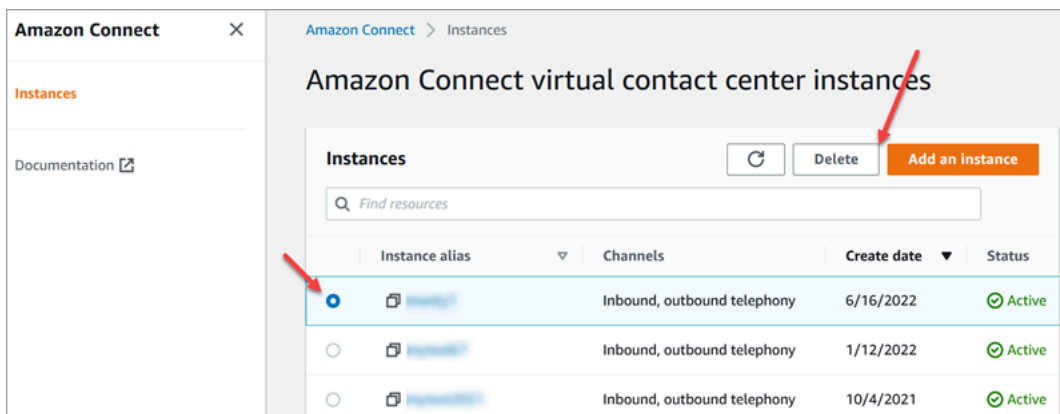 Amazon Connect
Amazon Connect > Instances
Instances
Amazon Connect virtual contact center instances
Documentation
Instances
Delete
Add an instance
Find resources
Instance alias Channels Create date Status
Inbound, outbound telephony 6/16/2022 Active
Inbound, outbound telephony 1/12/2022 Active
Inbound, outbound telephony 10/4/2021 Active